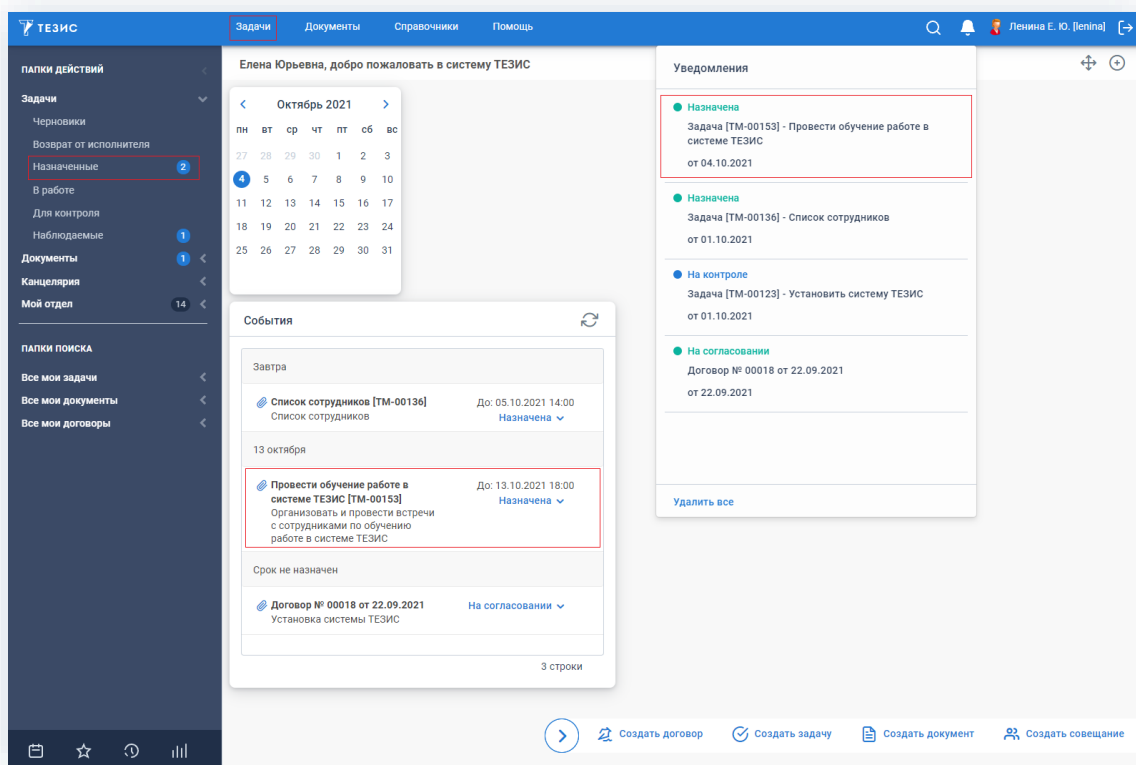 ТЕЗИС
Задачи Документы Справочники Помощь
Ленина Е. Ю. [lenina]
ПАПКИ ДЕЙСТВИЙ
Задачи
Черновики
Возврат от исполнителя
Назначенные 2
В работе
Для контроля
Наблюдаемые 1
Документы 1
Канцелярия
Мой отдел 14
ПАПКИ ПОИСКА
Все мои задачи
Все мои документы
Все мои договоры
Елена Юрьевна, добро пожаловать в систему ТЕЗИС
Октябрь 2021
пн вт ср чт пт сб вс
27 28 29 30 1 2 3
4 5 6 7 8 9 10
11 12 13 14 15 16 17
18 19 20 21 22 23 24
25 26 27 28 29 30 31
События
Завтра
Список сотрудников [ТМ-00136] До: 05.10.2021 14:00
Список сотрудников Назначена
13 октября
Провести обучение работе в До: 13.10.2021 18:00
системе ТЕЗИС [ТМ-00153] Назначена
Организовать и провести встречи
с сотрудниками по обучению
работе в системе ТЕЗИС
Срок не назначен
Договор № 00018 от 22.09.2021 На согласовании
Установка системы ТЕЗИС
3 строки
Уведомления
Назначена
Задача [ТМ-00153] - Провести обучение работе в
системе ТЕЗИС
от 04.10.2021
Назначена
Задача [ТМ-00136] - Список сотрудников
от 01.10.2021
На контроле
Задача [ТМ-00123] - Установить систему ТЕЗИС
от 01.10.2021
На согласовании
Договор № 00018 от 22.09.2021
от 22.09.2021
Удалить все
Создать договор Создать задачу Создать документ Создать совещание